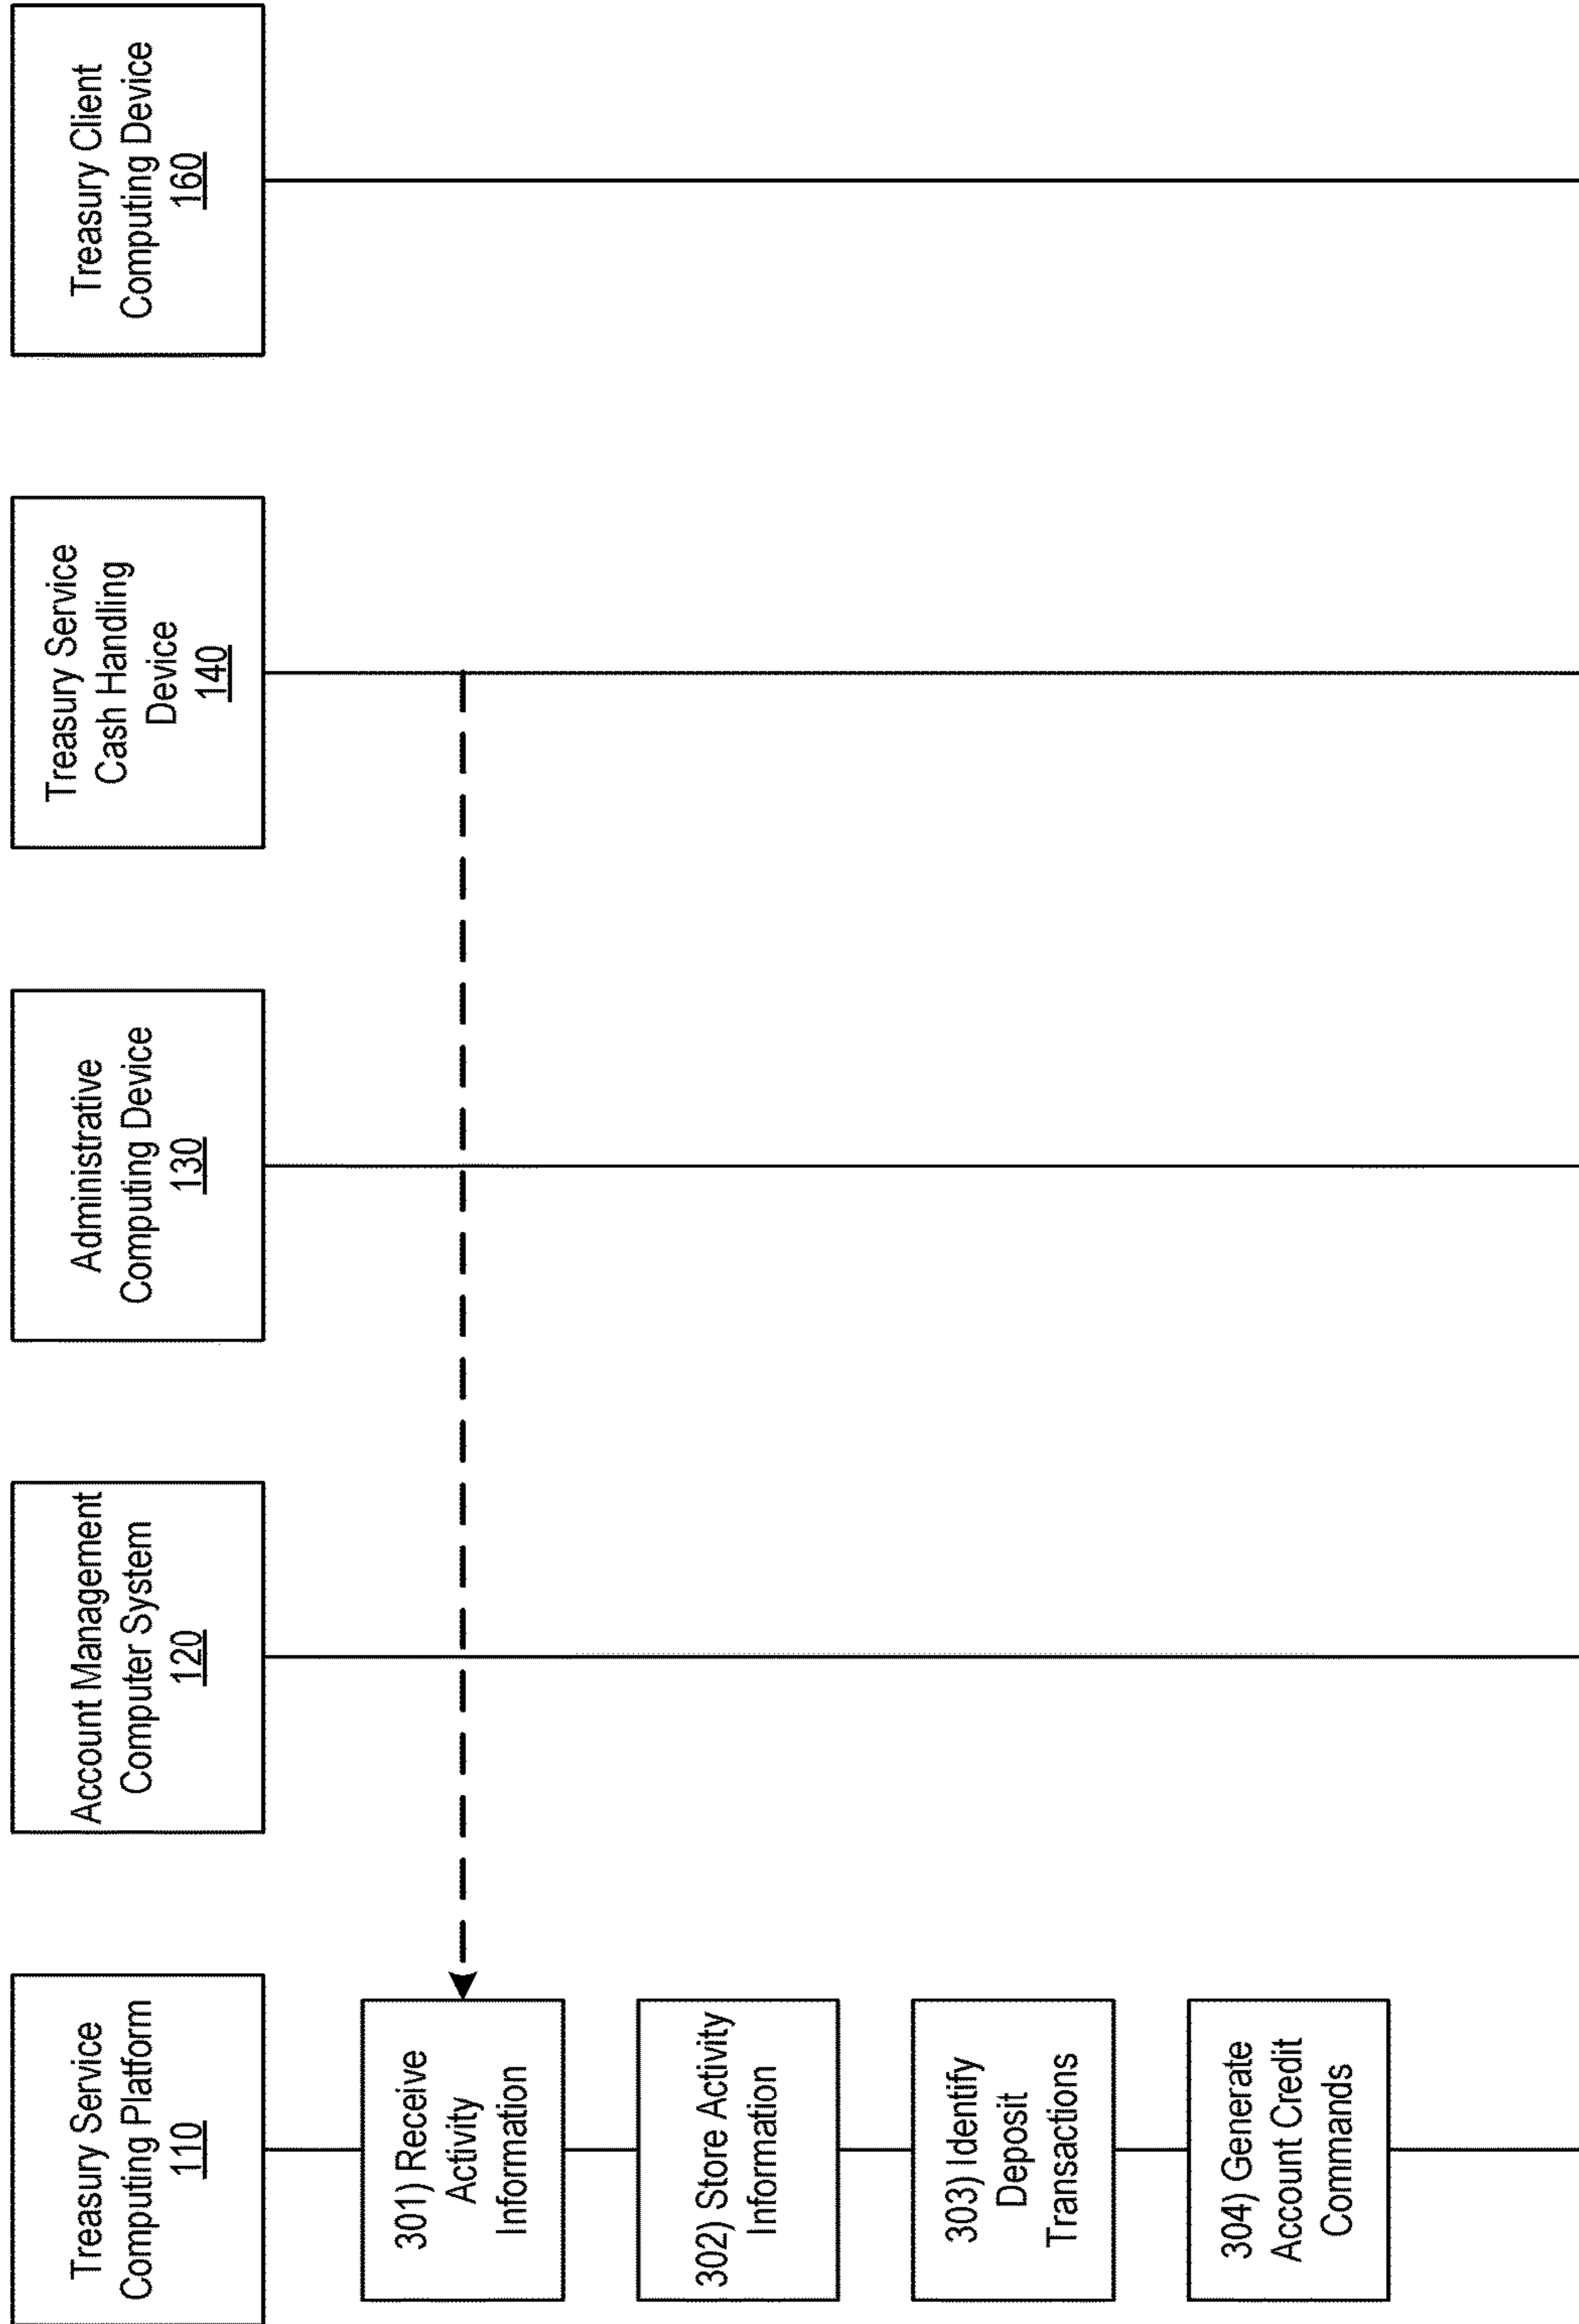 Treasury Service
Computing Platform
110
Account Management
Computer System
120
Administrative
Computing Device
130
Treasury Service
Cash Handling
Device
140
Treasury Client
Computing Device
160
301) Receive
Activity
Information
302) Store Activity
Information
303) Identify
Deposit
Transactions
304) Generate
Account Credit
Commands